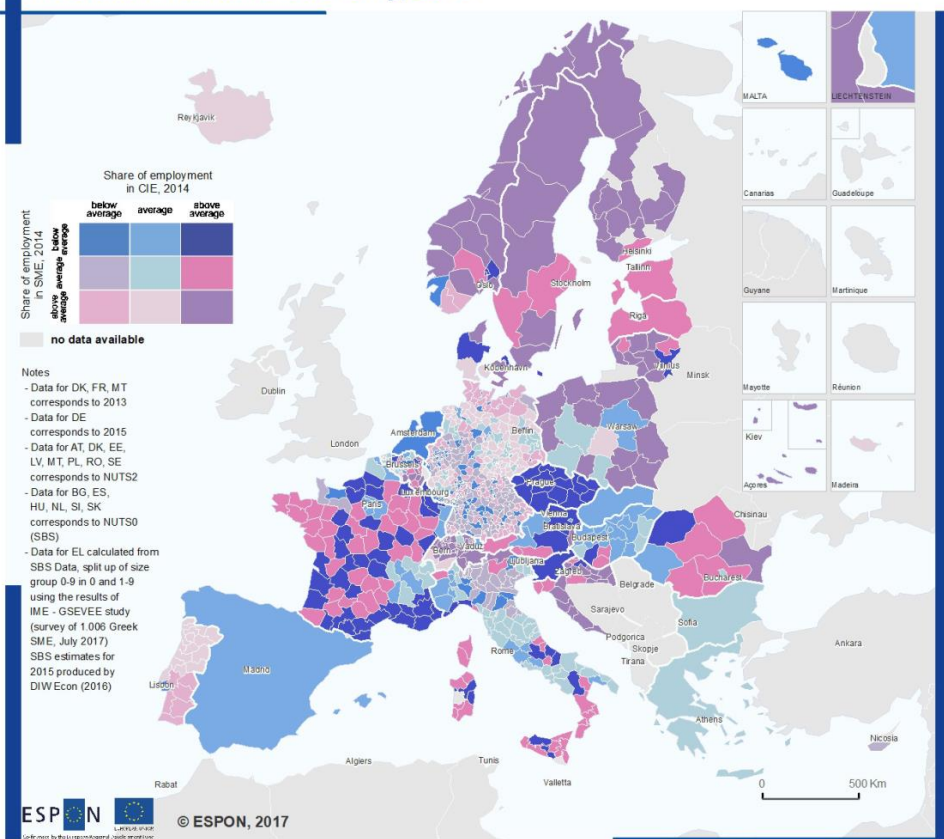 Reykjavík
Share of employment
in CIE, 2014
below
average
average
above
average
Share of employment
in SME, 2014
below
average
average
above
average
no data available
Notes
- Data for DK, FR, MT
corresponds to 2013
- Data for DE
corresponds to 2015
- Data for AT, DK, EE,
LV, MT, PL, RO, SE
corresponds to NUTS2
- Data for BG, ES,
HU, NL, SI, SK
corresponds to NUTS0
(SBS)
- Data for EL calculated from
SBS Data, split up of size
group 0-9 in 0 and 1-9
using the results of
IME - GSEVEE study
(survey of 1.006 Greek
SME, July 2017)
SBS estimates for
2015 produced by
DIW Econ (2016)
MALTA
LIECHTENSTEIN
Canarias
Guadeloupe
Guyane
Martinique
Mayotte
Réunion
Kiev
Açores
Madeira
Oslo
Stockholm
Helsinki
Tallinn
Riga
Vilnius
Minsk
København
Dublin
London
Amsterdam
Berlin
Warsaw
Brussels
Luxembourg
Paris
Prague
Vienna
Bratislava
Budapest
Bern
Vaduz
Ljubljana
Zagreb
Chisinau
Belgrade
Bucharest
Sarajevo
Sofia
Podgorica
Skopje
Tirana
Ankara
Rome
Madrid
Lisbon
Athens
Nicosia
Algiers
Tunis
Valletta
Rabat
0
500 Km
ESPON
© ESPON, 2017